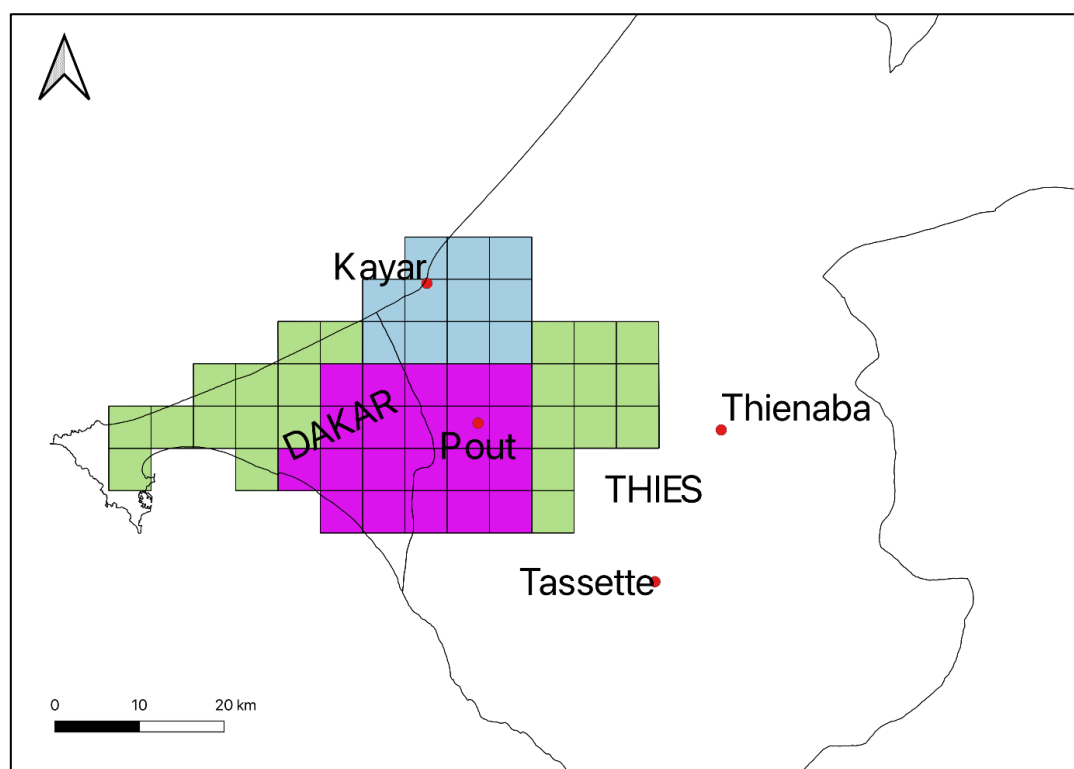 Kayar
DAKAR
Thienaba
Pout
THIES
Tassette
0 10 20 km